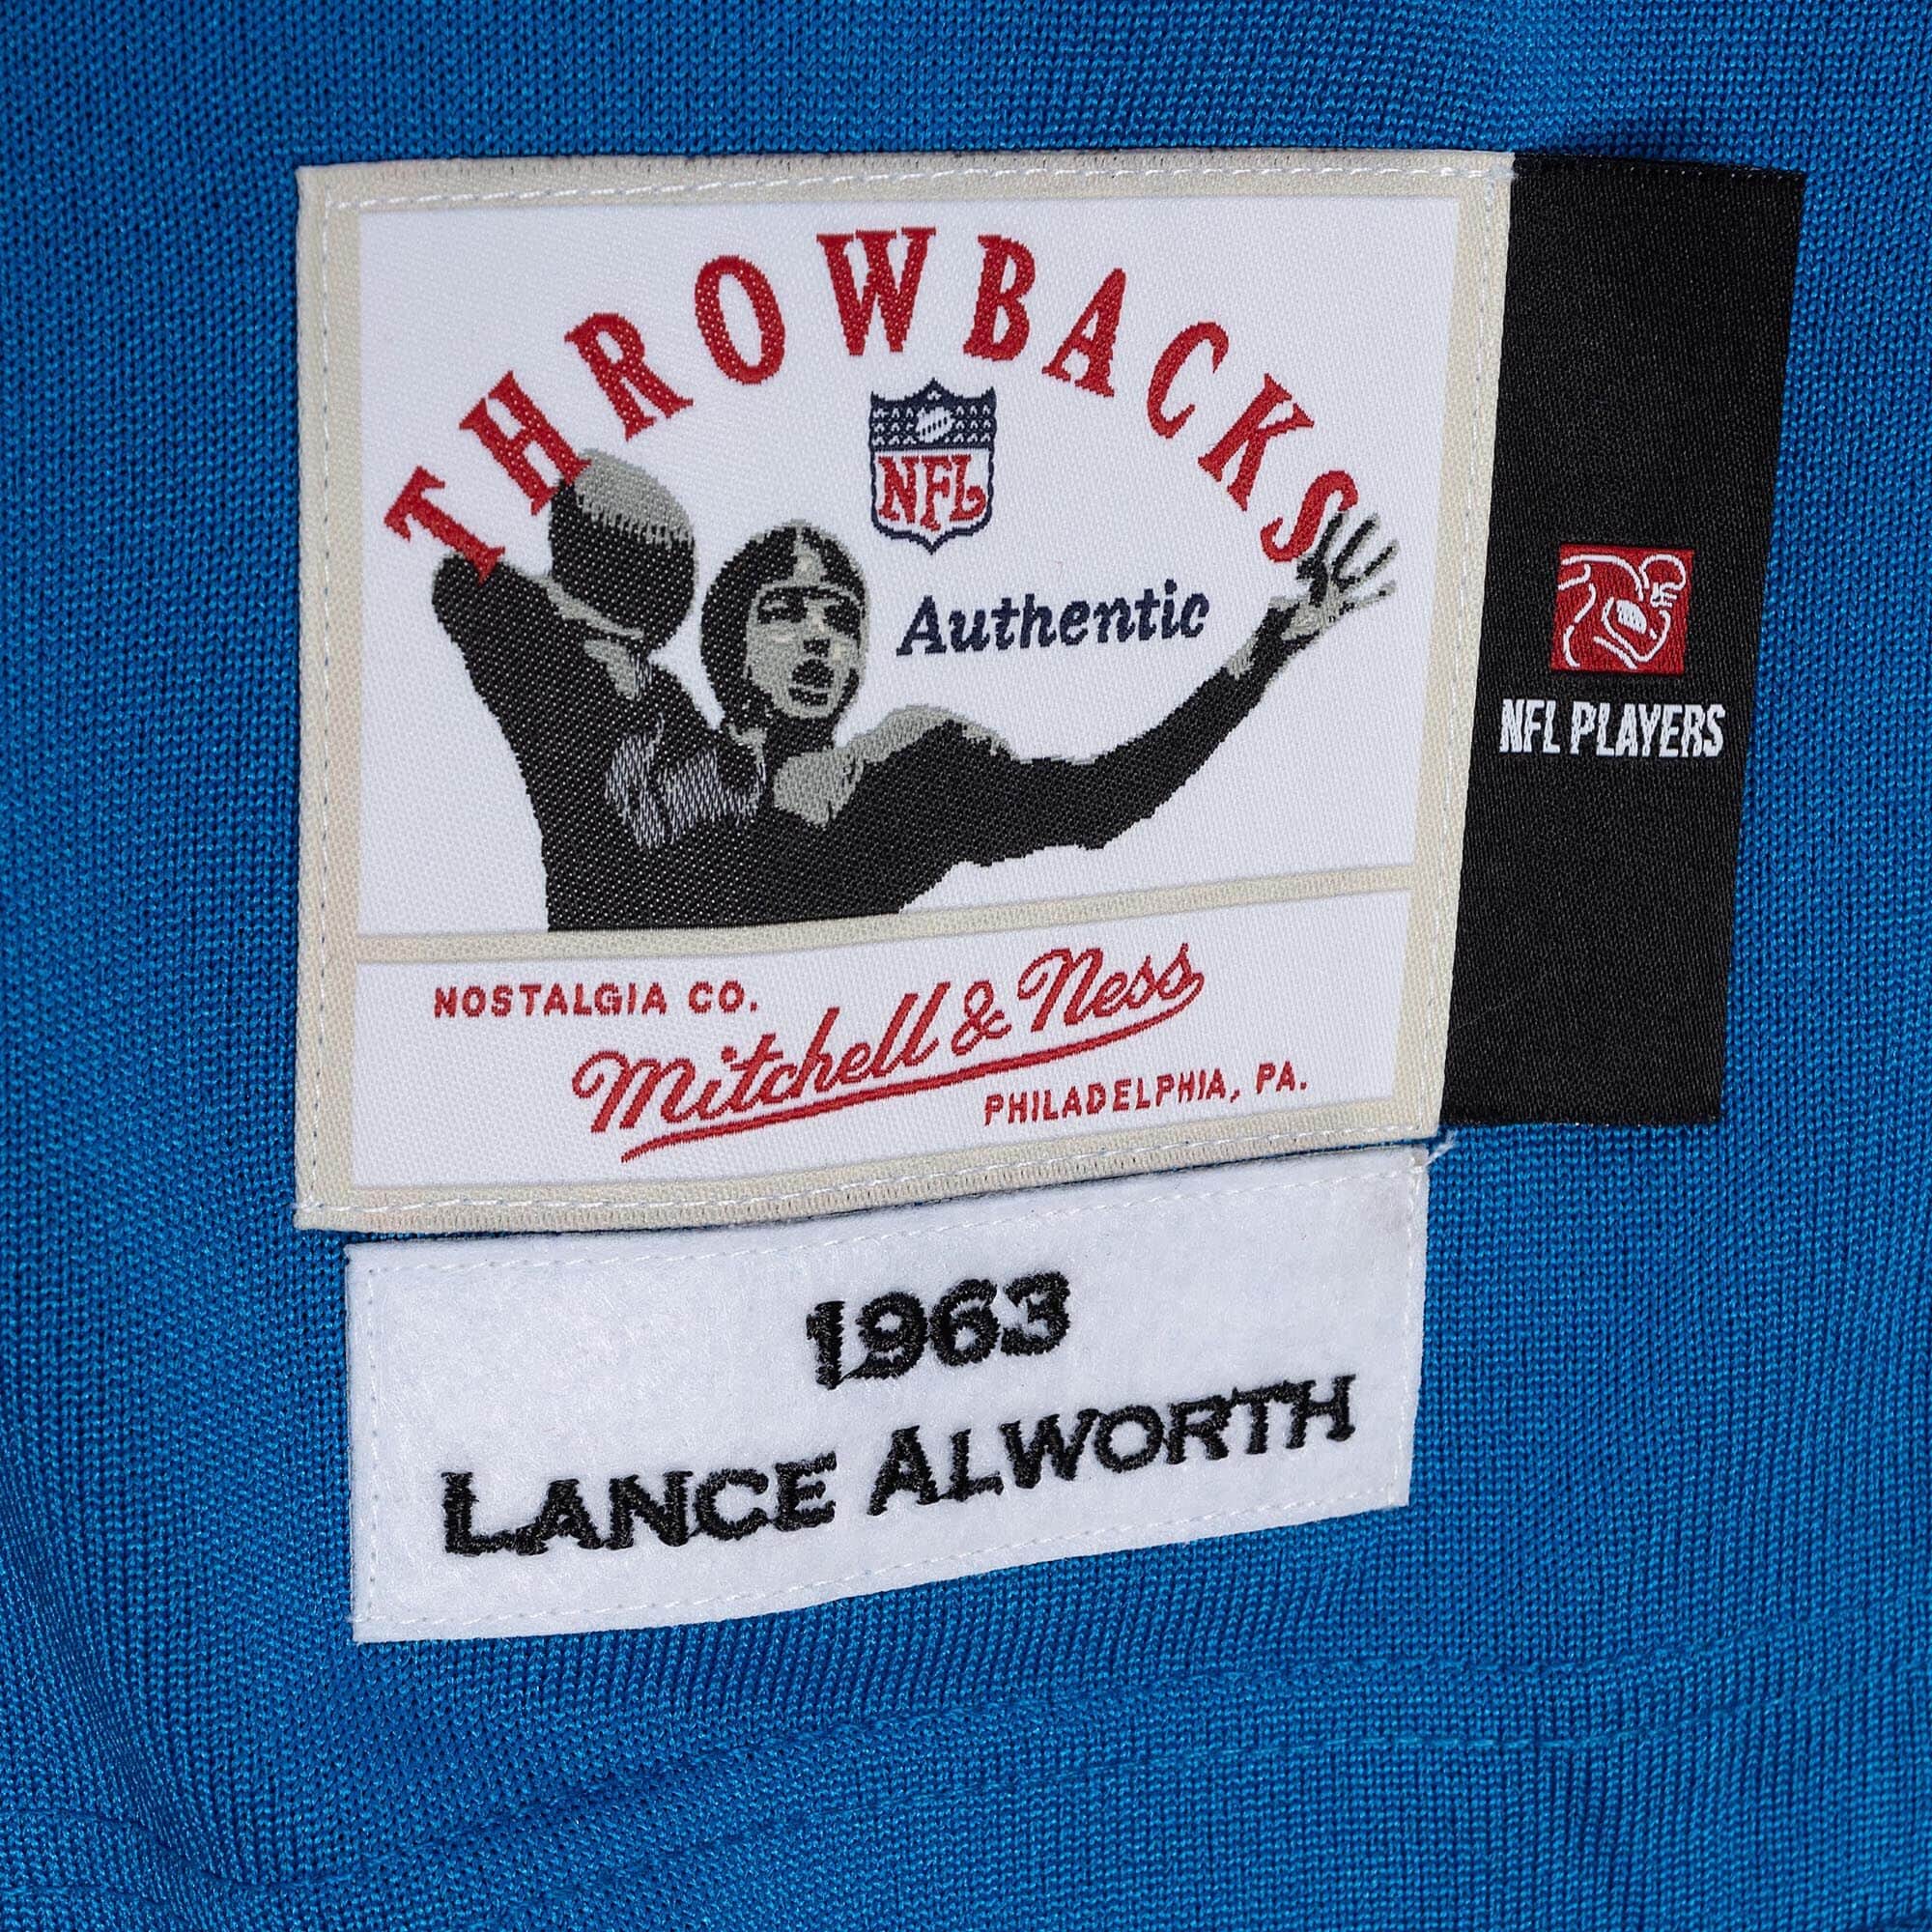 THROWBACKS
NFL
Authentic
NFL PLAYERS
NOSTALGIA CO.
Mitchell & Ness
PHILADELPHIA, PA.
1963
LANCE ALWORTH